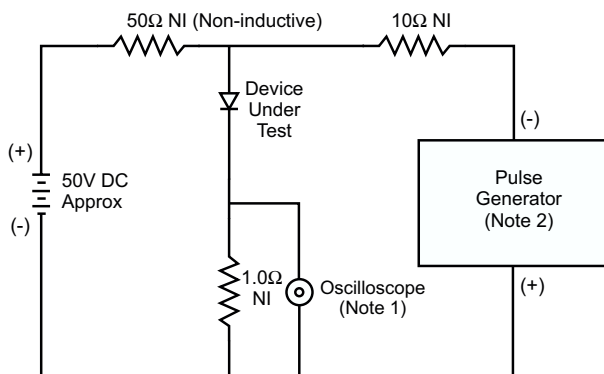 50Ω NI (Non-inductive)
10Ω NI
Device
Under
Test
(-)
(+)
50V DC
Approx
(-)
Pulse
Generator
(Note 2)
1.0Ω
NI
Oscilloscope
(Note 1)
(+)